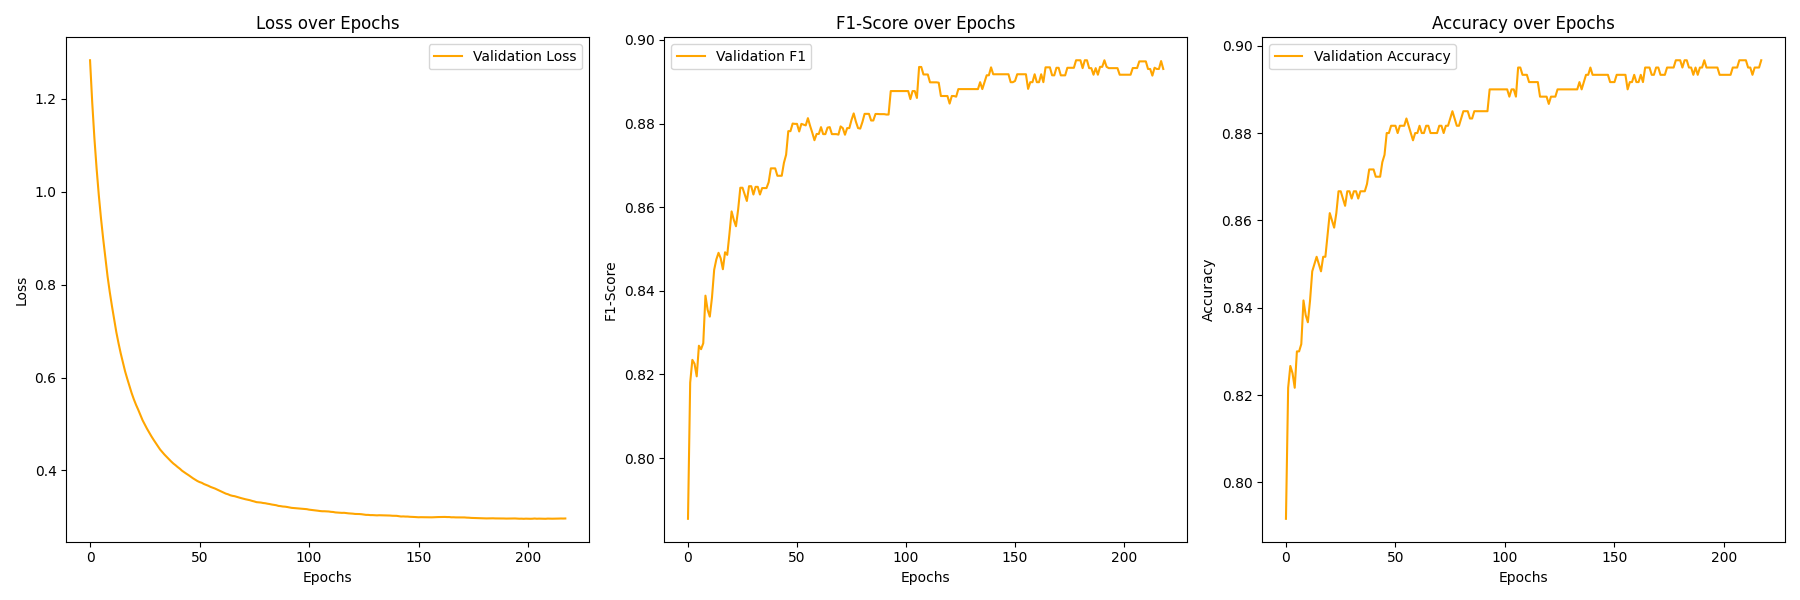 Loss over Epochs
Validation Loss
1.2
1.0
0.8
0.6
0.4
Loss
0
50
100
150
200
Epochs
F1-Score over Epochs
Validation F1
0.90
0.88
0.86
0.84
0.82
0.80
F1-Score
0
50
100
150
200
Epochs
Accuracy over Epochs
Validation Accuracy
0.90
0.88
0.86
0.84
0.82
0.80
Accuracy
0
50
100
150
200
Epochs